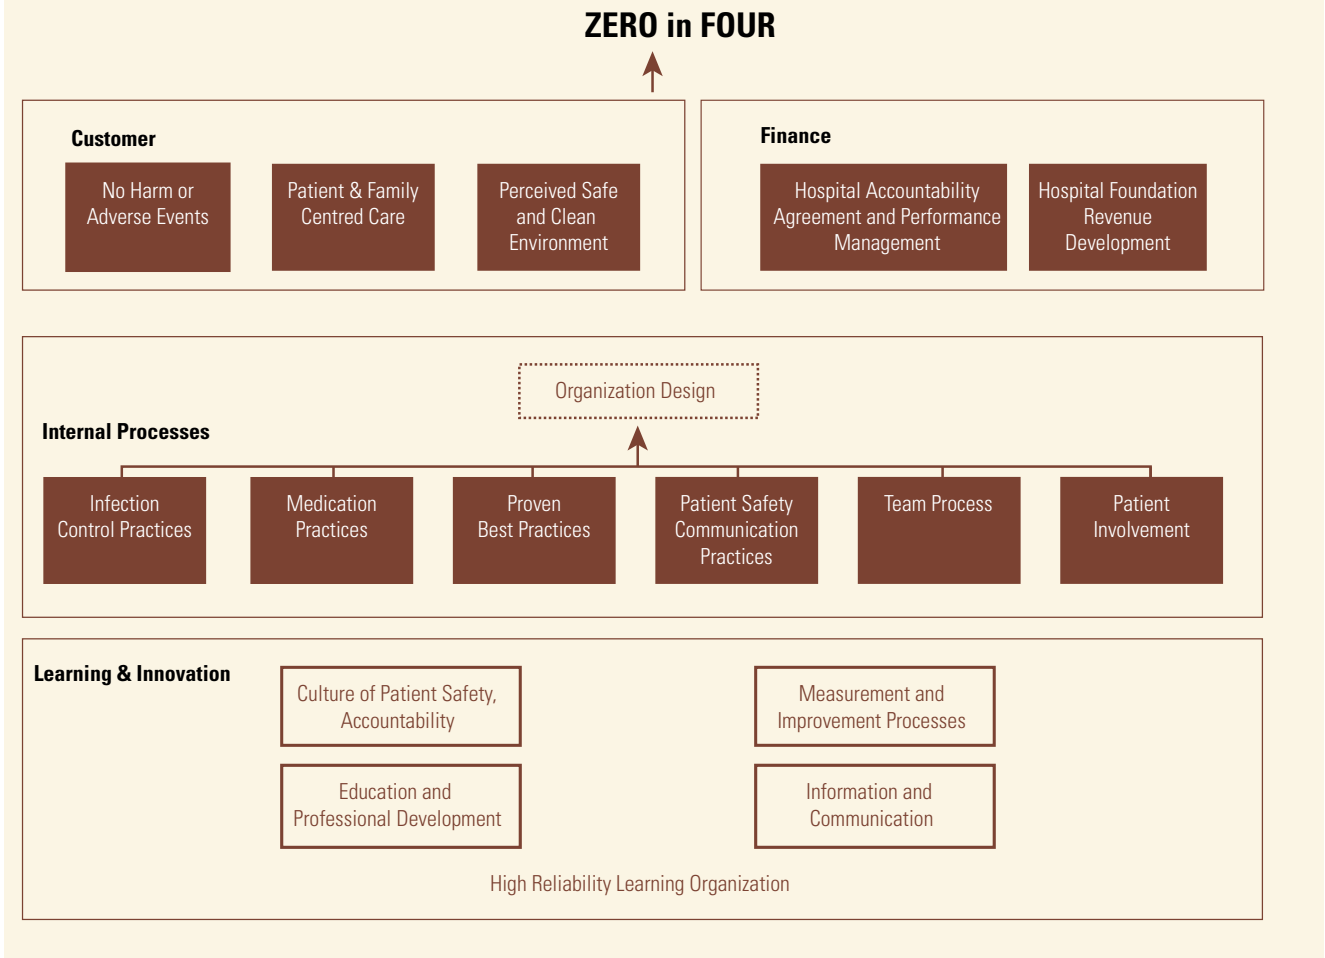 ZERO in FOUR
Customer
No Harm or
Adverse Events
Patient & Family
Centred Care
Perceived Safe
and Clean
Environment
Finance
Hospital Accountability
Agreement and Performance
Management
Hospital Foundation
Revenue
Development
Organization Design
Internal Processes
Infection
Control Practices
Medication
Practices
Proven
Best Practices
Patient Safety
Communication
Practices
Team Process
Patient
Involvement
Learning & Innovation
Culture of Patient Safety,
Accountability
Measurement and
Improvement Processes
Education and
Professional Development
Information and
Communication
High Reliability Learning Organization